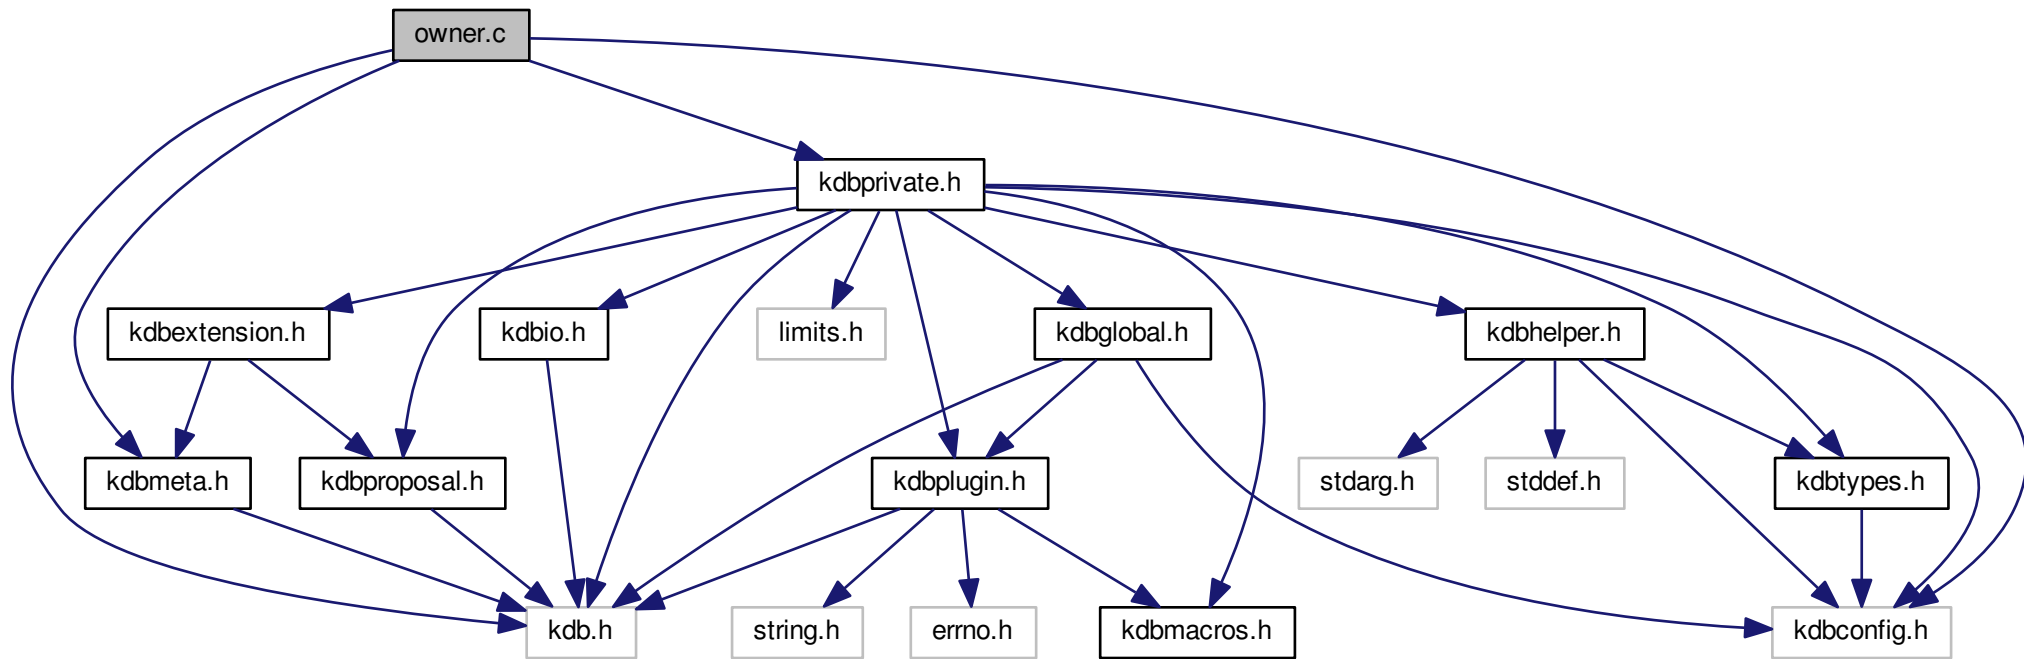 owner.c
kdbprivate.h
kdbextension.h
kdbio.h
limits.h
kdbglobal.h
kdbhelper.h
kdbmeta.h
kdbproposal.h
kdbplugin.h
stdarg.h
stddef.h
kdbtypes.h
kdb.h
string.h
errno.h
kdbmacros.h
kdbconfig.h